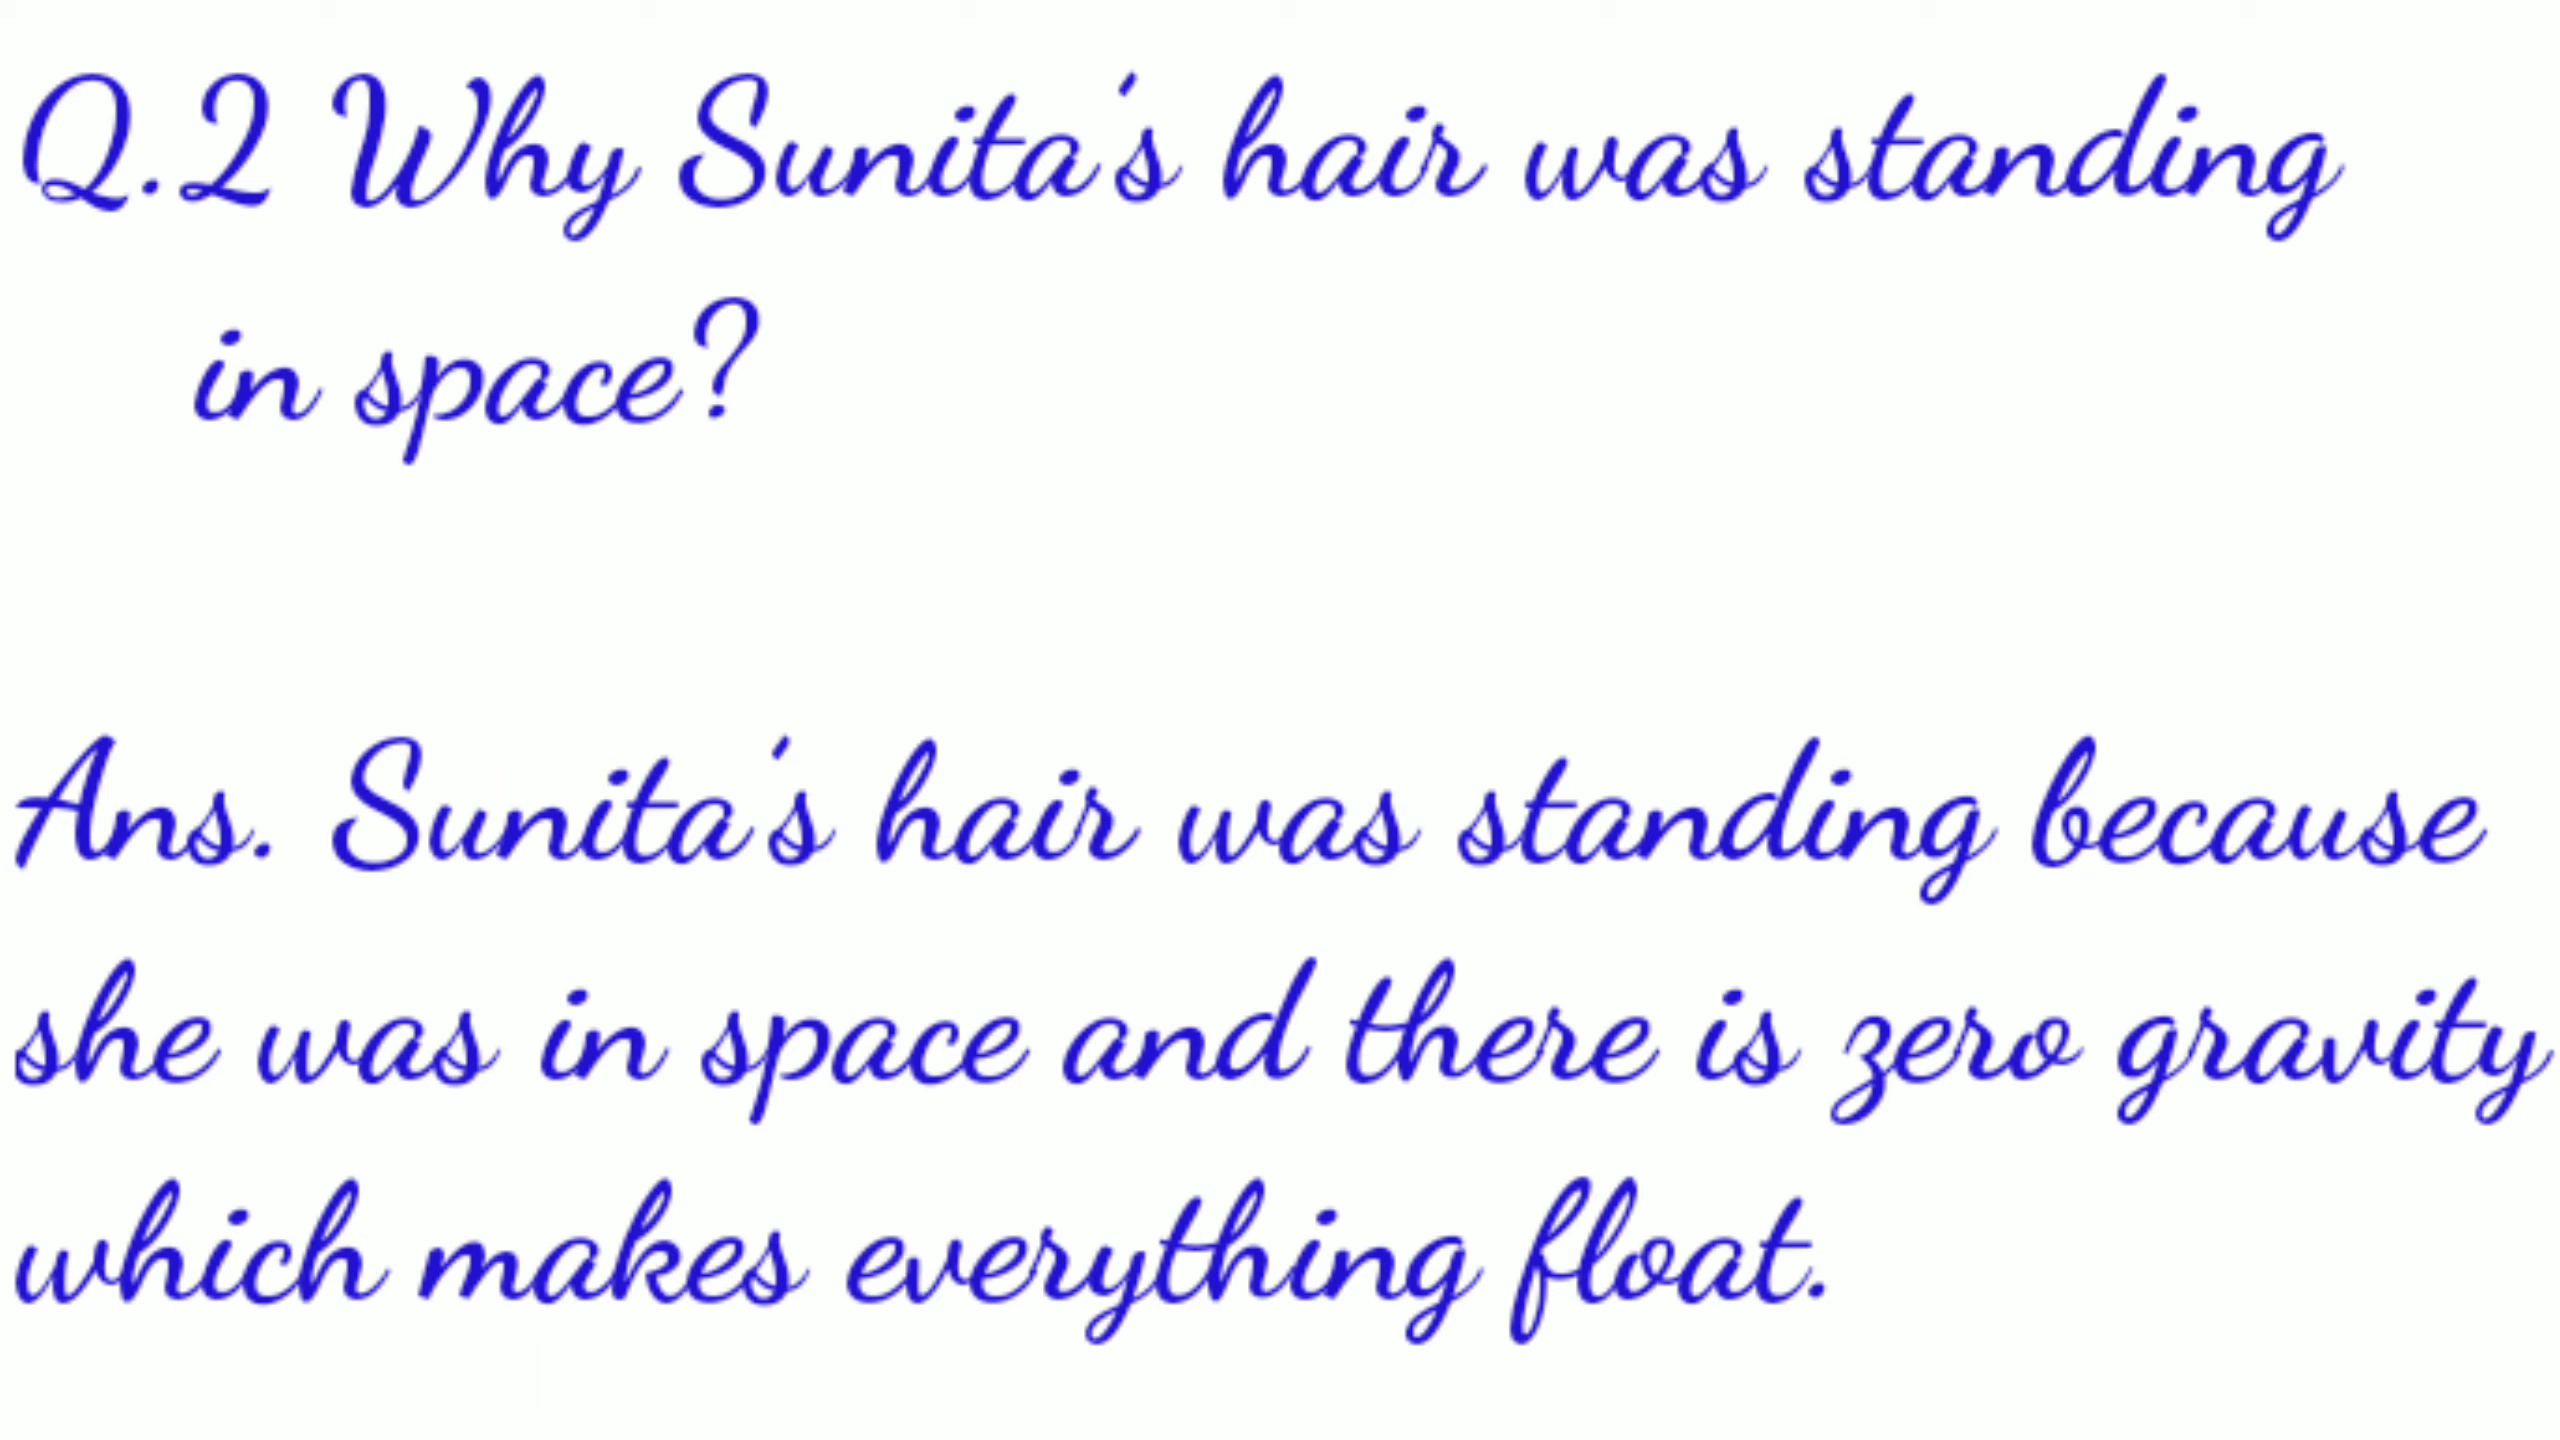 Q.2 Why Sunita's hair was standing
in space?
Ans. Sunita's hair was standing because
she was in space and there is zero gravity
which makes everything float.